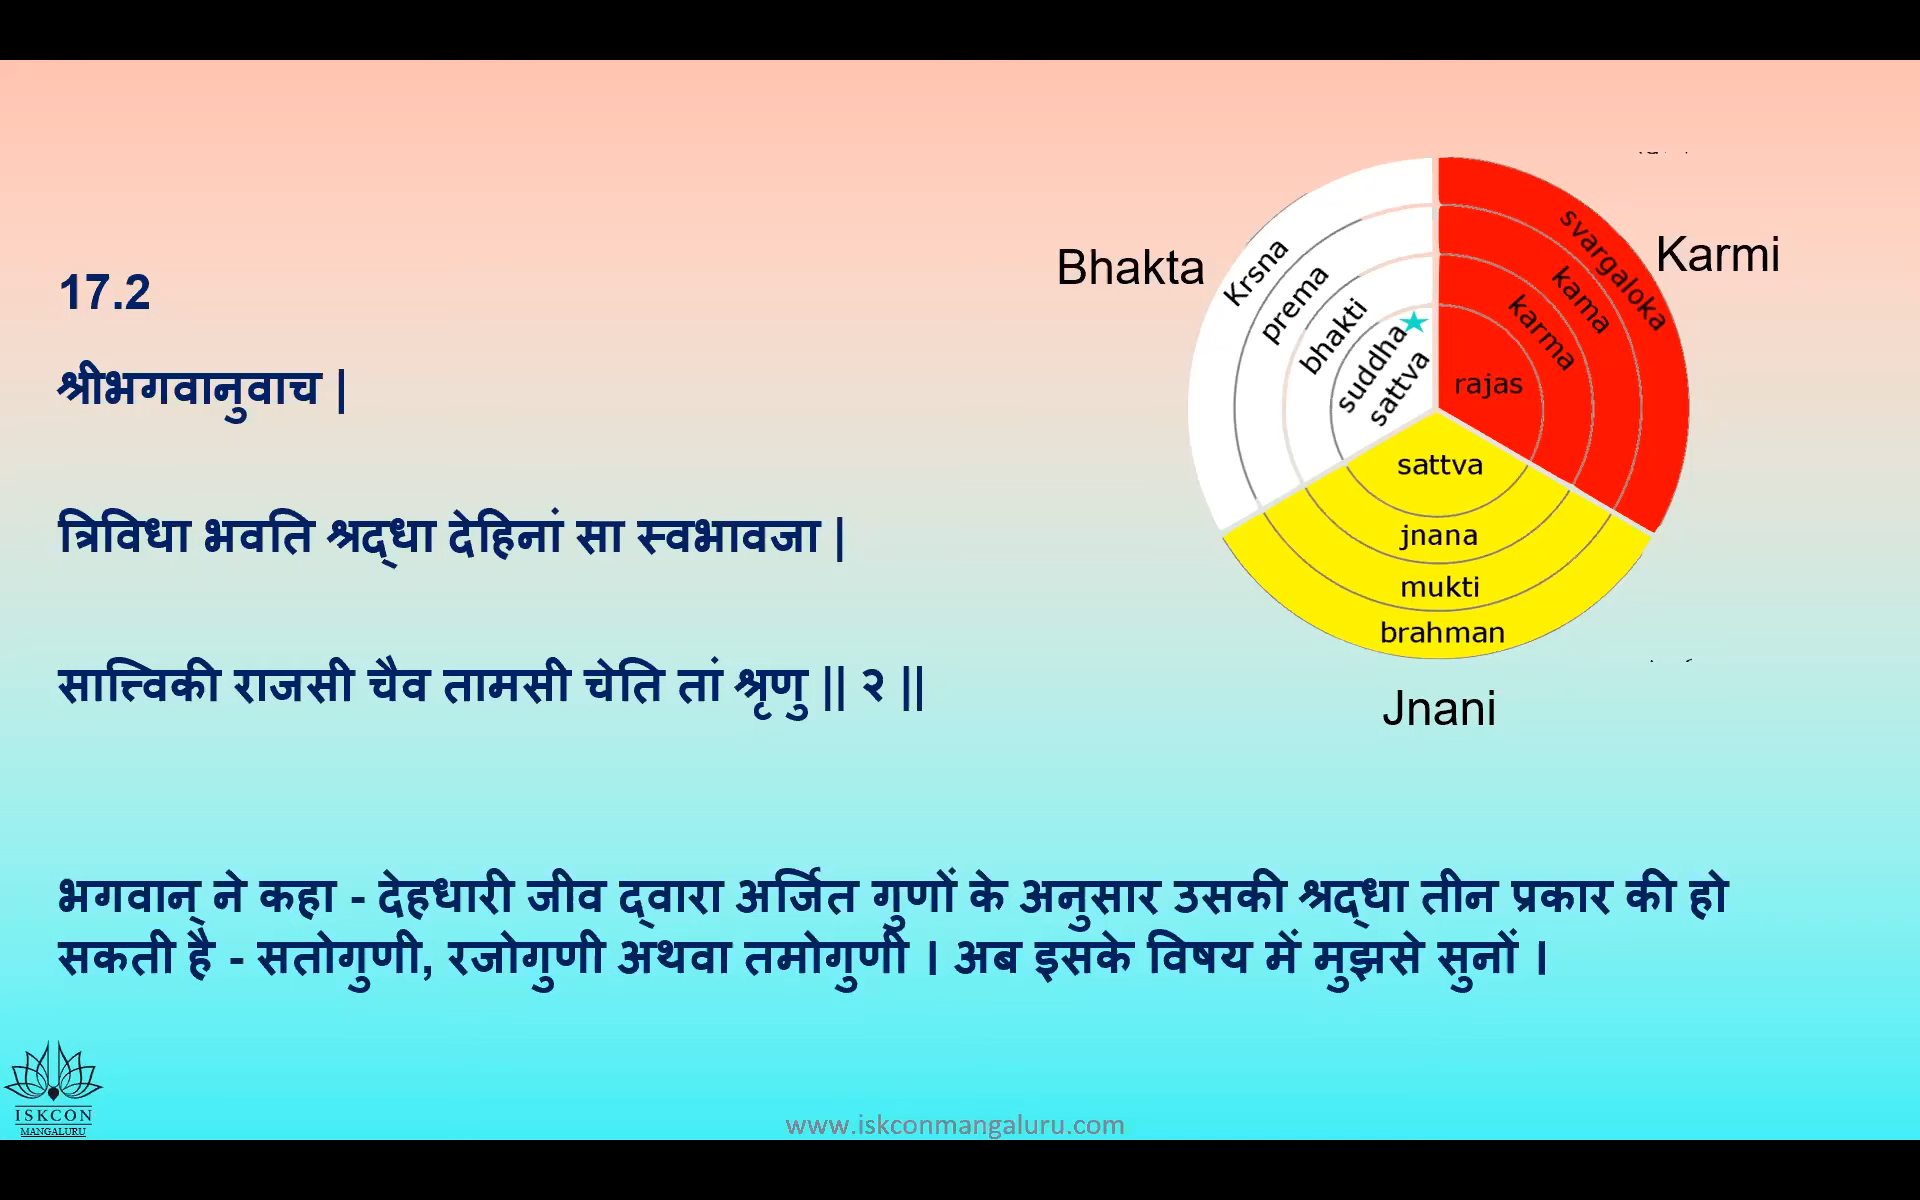 17.2
श्रीभगवानुवाच |
त्रिविधा भवति श्रद्धा देहिनां सा स्वभावजा |
सात्त्विकी राजसी चैव तामसी चेति तां श्रृणु || २ ||
भगवान् ने कहा - देहधारी जीव द्वारा अर्जित गुणों के अनुसार उसकी श्रद्धा तीन प्रकार की हो
सकती है - सतोगुणी, रजोगुणी अथवा तमोगुणी । अब इसके विषय में मुझसे सुनों ।
Bhakta
Krsna
prema
bhakti
suddha
sattva
Karmi
svargaloka
kama
karma
rajas
sattva
jnana
mukti
brahman
Jnani
ISKCON
MANGALURU
www.iskconmangaluru.com